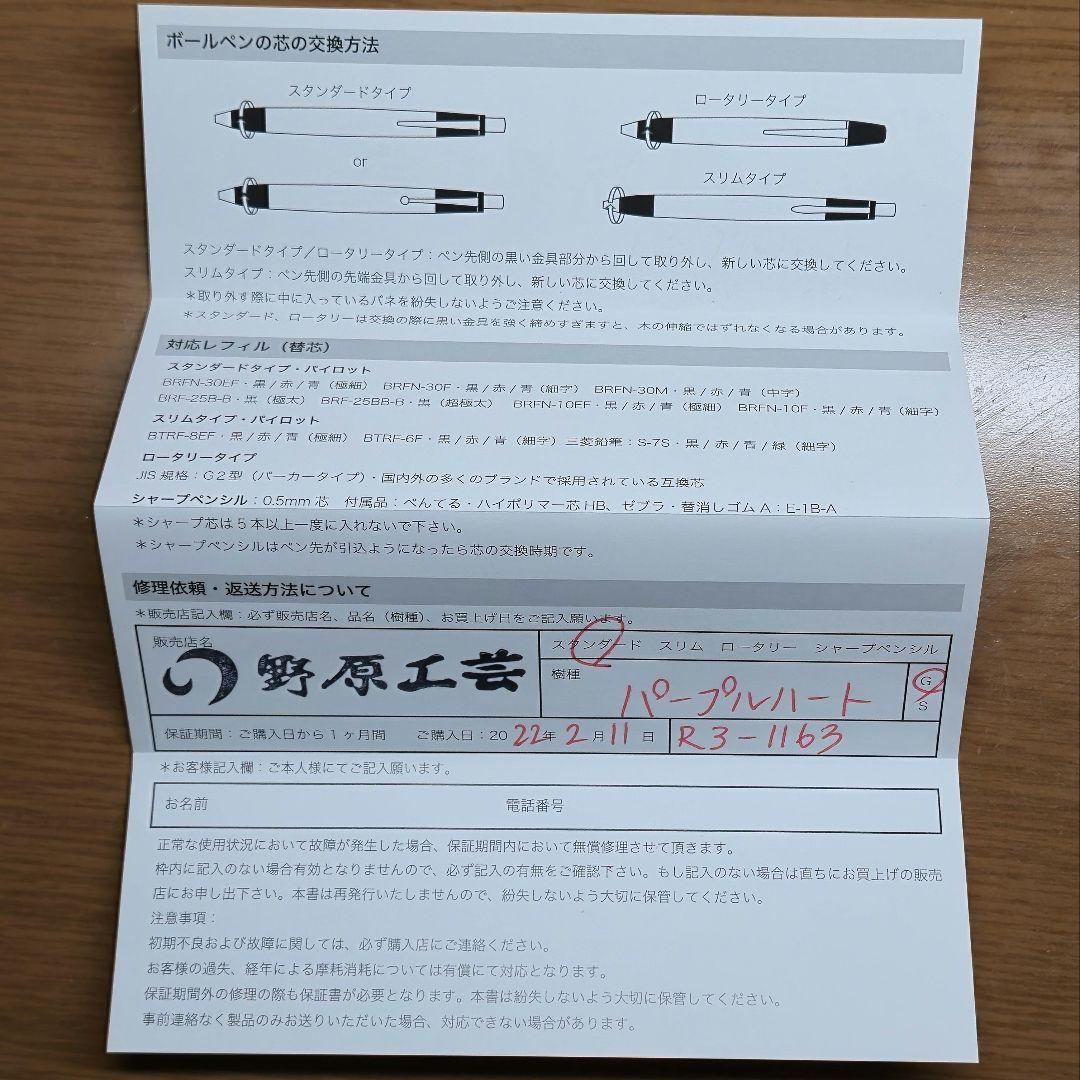 ボールペンの芯の交換方法
スタンダードタイプ
ロータリータイプ
or
スリムタイプ
スタンダードタイプ／ロータリータイプ：ペン先側の黒い金具部分から回して取り外し、新しい芯に交換してください。
スリムタイプ：ペン先側の先端金具から回して取り外し、新しい芯に交換してください。
＊取り外す際に中に入っているバネを紛失しないようご注意ください。
＊スタンダード、ロータリーは交換の際に黒い金具を強く締めすぎますと、木の伸縮ではずれなくなる場合があります。
対応レフィル（替芯）
スタンダードタイプ・パイロット
BRFN-30EF・黒/赤/青（極細） BRFN-30F・黒/赤/青（細字） BRFN-30M・黒/赤/青（中字）
BRF-25B-B・黒（極太） BRF-25BB-B・黒（超極太） BRFN-10EF・黒/赤/青（極細） BRFN-10F・黒/赤/青（細字）
スリムタイプ・パイロット
BTRF-8EF・黒/赤/青（極細） BTRF-6F・黒/赤/青（細字）三菱鉛筆：S-7S・黒/赤/青/緑（細字）
ロータリータイプ
JIS規格：G2型（パーカータイプ）・国内外の多くのブランドで採用されている互換芯
シャープペンシル：0.5mm芯 付属品：ぺんてる・ハイポリマー芯HB、ゼブラ・替消しゴムA：E-1B-A
＊シャープ芯は5本以上一度に入れないで下さい。
＊シャープペンシルはペン先が引込ようになったら芯の交換時期です。
修理依頼・返送方法について
＊販売店記入欄：必ず販売店名、品名（樹種）、お買上げ日をご記入願います。
販売店名
野原工芸
スタンダード スリム ロータリー シャープペンシル
樹種
パープルハート
G
S
保証期間：ご購入日から1ヶ月間 ご購入日：2022年2月11日
R3-1163
＊お客様記入欄：ご本人様にてご記入願います。
お名前 電話番号
正常な使用状況において故障が発生した場合、保証期間内において無償修理させて頂きます。
枠内に記入のない場合有効となりませんので、必ず記入の有無をご確認下さい。もし記入のない場合は直ちにお買上げの販売
店にお申し出下さい。本書は再発行いたしませんので、紛失しないよう大切に保管してください。
注意事項：
初期不良および故障に関しては、必ず購入店にご連絡ください。
お客様の過失、経年による摩耗消耗については有償にて対応となります。
保証期間外の修理の際も保証書が必要となります。本書は紛失しないよう大切に保管してください。
事前連絡なく製品のみお送りいただいた場合、対応できない場合があります。